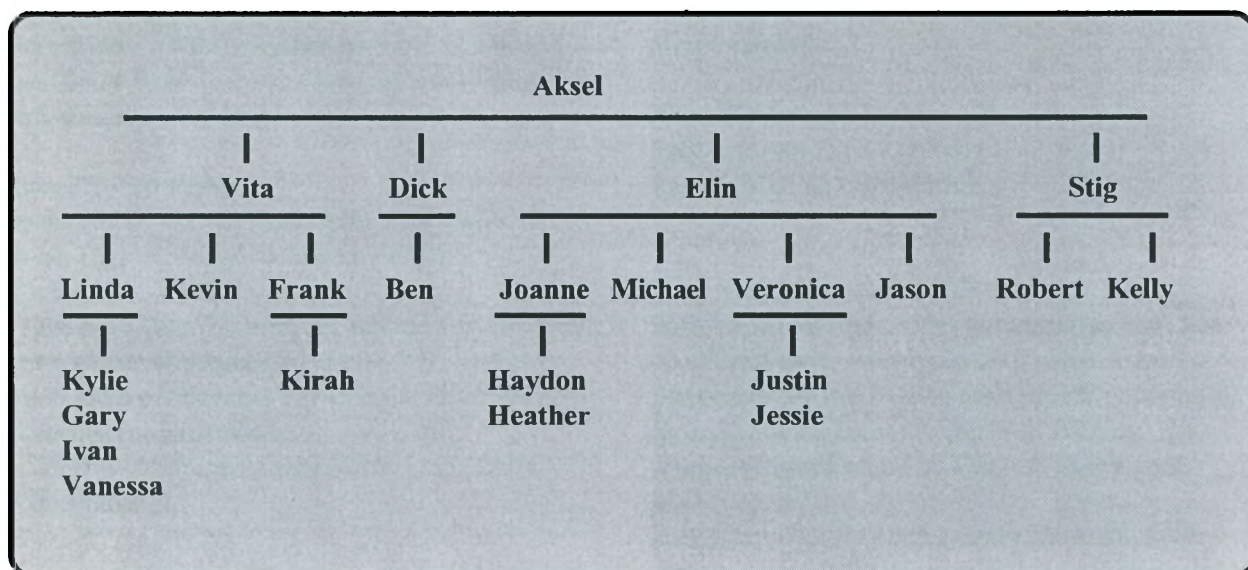 Aksel
Vita Dick Elin Stig
Linda Kevin Frank Ben Joanne Michael Veronica Jason Robert Kelly
Kylie Kirah Haydon Justin
Gary Heather Jessie
Ivan
Vanessa